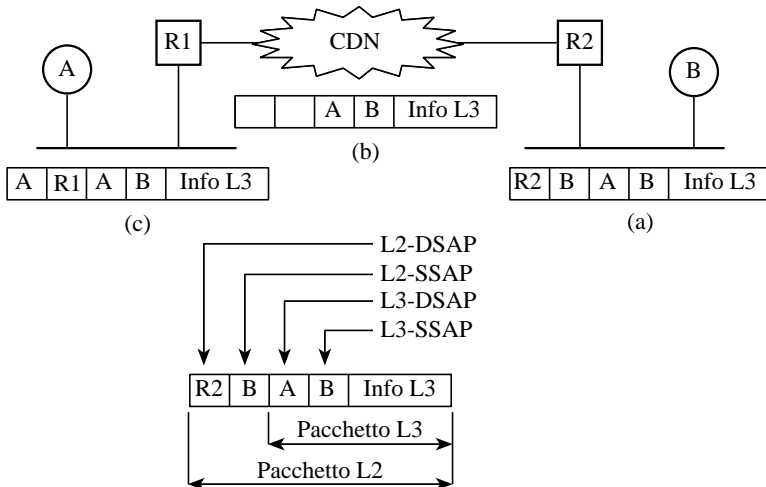 R1
CDN
R2
A
B
A B Info L3
(b)
A R1 A B Info L3
R2 B A B Info L3
(c)
(a)
L2-DSAP
L2-SSAP
L3-DSAP
L3-SSAP
R2 B A B Info L3
Pacchetto L3
Pacchetto L2